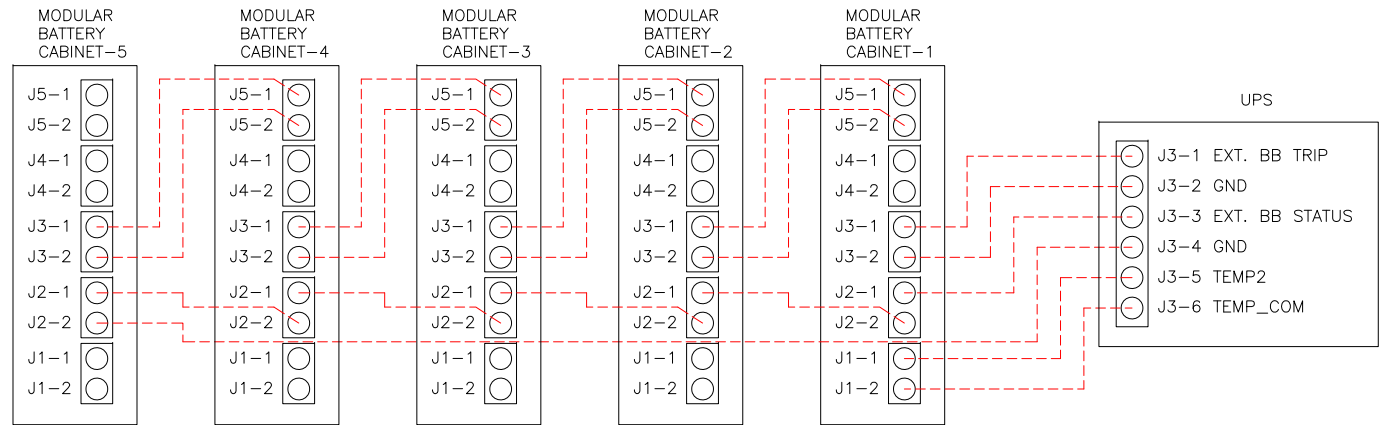 MODULAR
BATTERY
CABINET-5
J5-1
J5-2
J4-1
J4-2
J3-1
J3-2
J2-1
J2-2
J1-1
J1-2
MODULAR
BATTERY
CABINET-4
J5-1
J5-2
J4-1
J4-2
J3-1
J3-2
J2-1
J2-2
J1-1
J1-2
MODULAR
BATTERY
CABINET-3
J5-1
J5-2
J4-1
J4-2
J3-1
J3-2
J2-1
J2-2
J1-1
J1-2
MODULAR
BATTERY
CABINET-2
J5-1
J5-2
J4-1
J4-2
J3-1
J3-2
J2-1
J2-2
J1-1
J1-2
MODULAR
BATTERY
CABINET-1
J5-1
J5-2
J4-1
J4-2
J3-1
J3-2
J2-1
J2-2
J1-1
J1-2
UPS
J3-1 EXT. BB TRIP
J3-2 GND
J3-3 EXT. BB STATUS
J3-4 GND
J3-5 TEMP2
J3-6 TEMP_COM